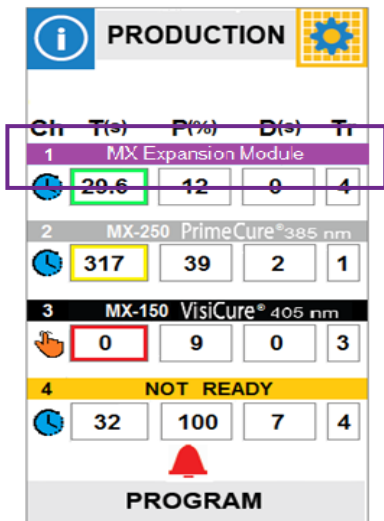 i PRODUCTION
Ch T(s) P(%) D(s) Tr
1 MX Expansion Module
29.6 12 0 4
2 MX-250 PrimeCure®385 nm
317 39 2 1
3 MX-150 VisiCure® 405 nm
0 9 0 3
4 NOT READY
32 100 7 4
PROGRAM